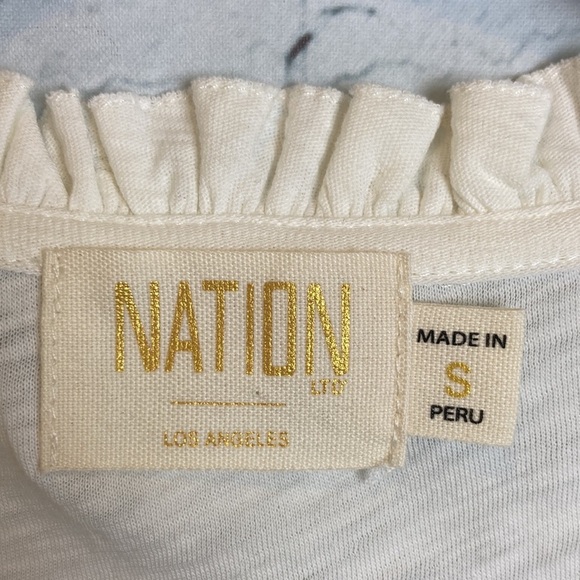 NATION
LTD
LOS ANGELES
MADE IN
S
PERU